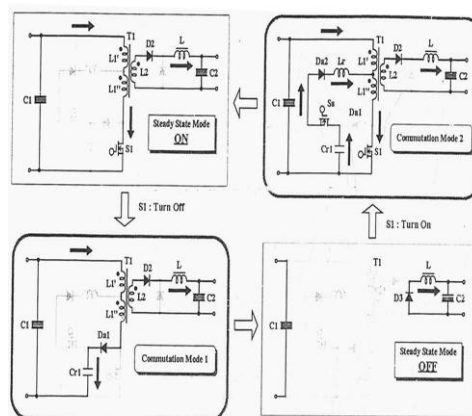 T1
D2
L
L1'
L2
C2
L1"
C1
S1
Steady State Mode
ON
T1
D2
L
Da2
Lr
L1'
L2
C2
L1"
C1
Sa
Da1
S1
Cr1
Commutation Mode 2
S1 : Turn Off
S1: Turn On
T1
D2
L
L1'
L2
C2
C1
L1"
Da1
Cr1
Commutation Mode 1
T1
L
D3
C2
C1
Steady State Mode
OFF